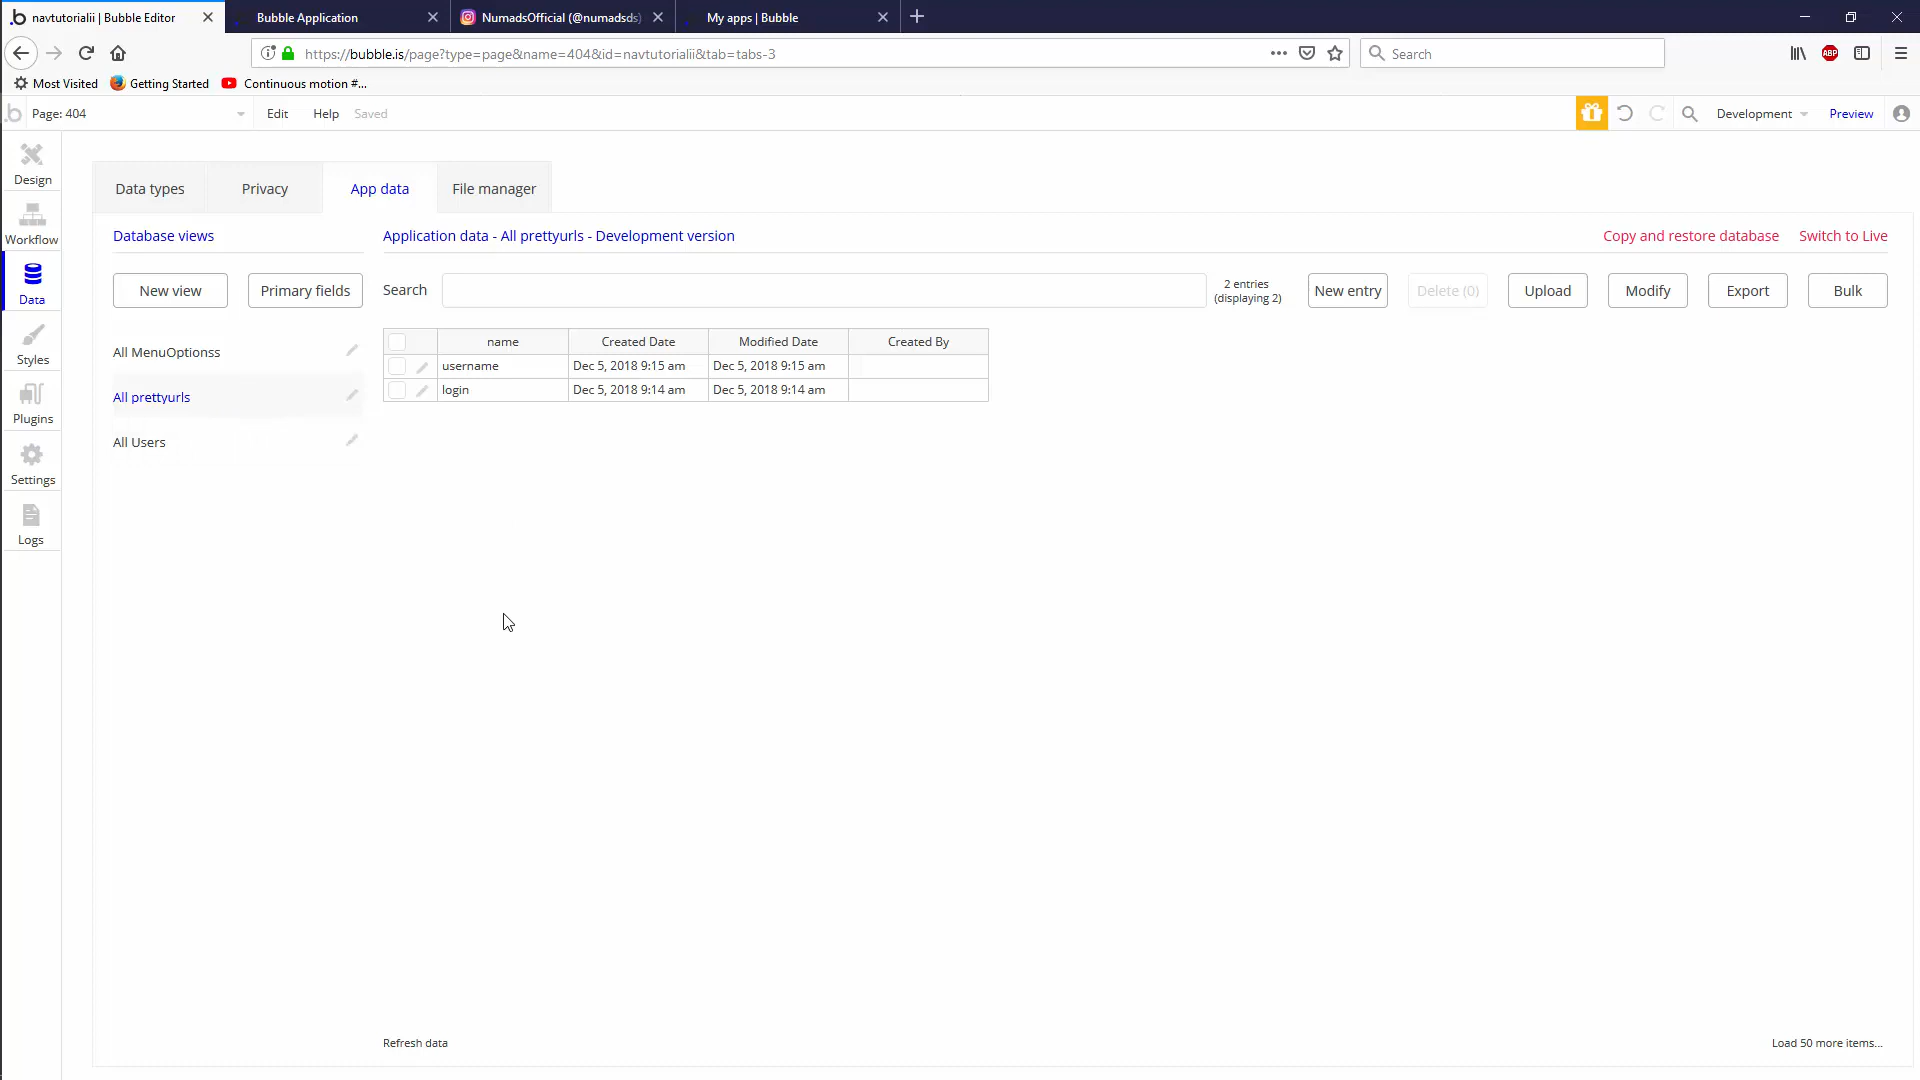 navtutorialii | Bubble Editor
Bubble Application
NumadsOfficial (@numadsds)
My apps | Bubble
https://bubble.is/page?type=page&name=404&id=navtutorialii&tab=tabs-3
Search
Most Visited
Getting Started
Continuous motion #...
Page: 404
Edit
Help
Saved
Development
Preview
Design
Workflow
Data
Styles
Plugins
Settings
Logs
Data types
Privacy
App data
File manager
Database views
Application data - All prettyurls - Development version
Copy and restore database
Switch to Live
New view
Primary fields
Search
2 entries
(displaying 2)
New entry
Delete (0)
Upload
Modify
Export
Bulk
All MenuOptionss
All prettyurls
All Users
name Created Date Modified Date Created By
username Dec 5, 2018 9:15 am Dec 5, 2018 9:15 am
login Dec 5, 2018 9:14 am Dec 5, 2018 9:14 am
Refresh data
Load 50 more items...